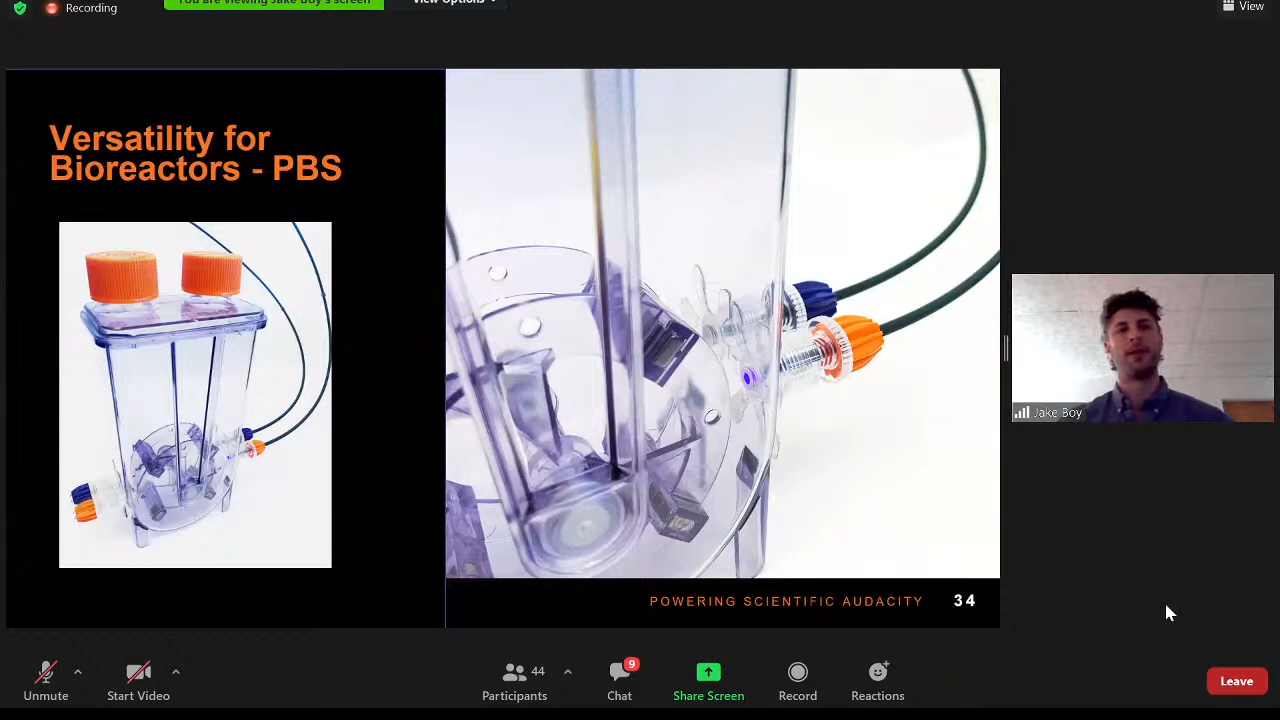 Recording
You are viewing Jake Boy's screen
View Options
View
Versatility for
Bioreactors - PBS
Jake Boy
POWERING SCIENTIFIC AUDACITY
34
Unmute
Start Video
44
Participants
9
Chat
Share Screen
Record
Reactions
Leave